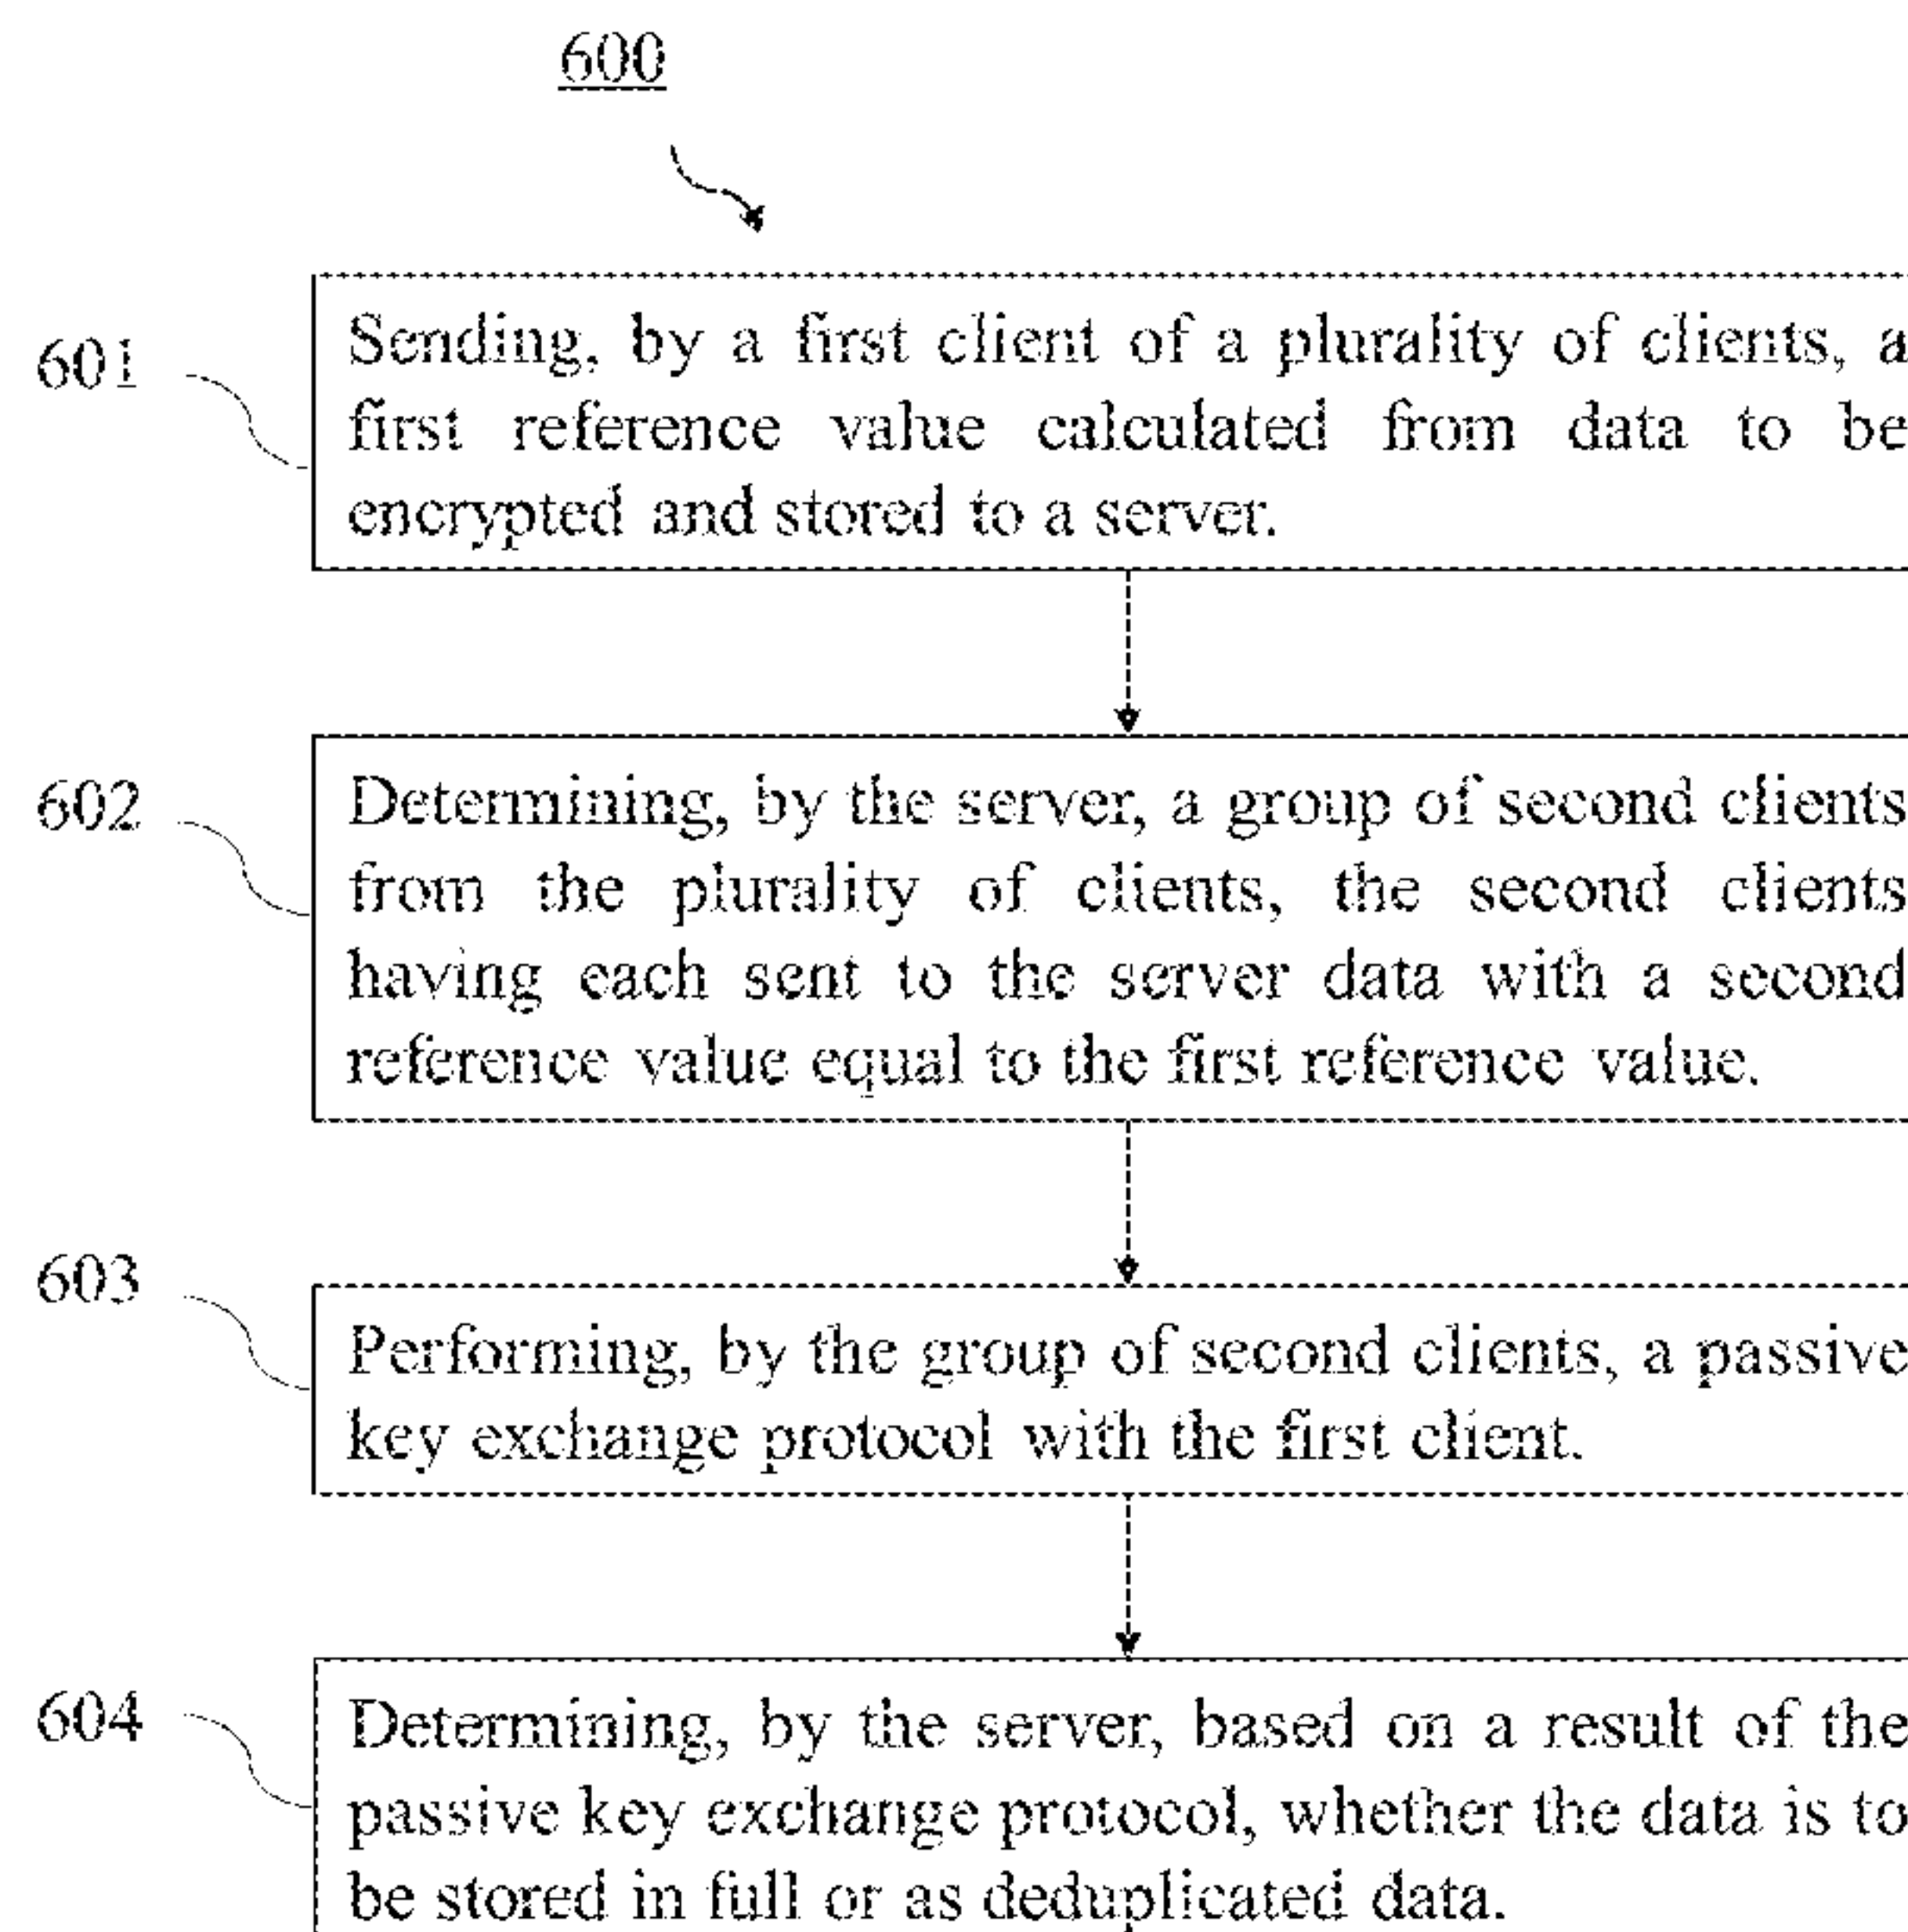 600
601
Sending, by a first client of a plurality of clients, a
first reference value calculated from data to be
encrypted and stored to a server.
602
Determining, by the server, a group of second clients
from the plurality of clients, the second clients
having each sent to the server data with a second
reference value equal to the first reference value.
603
Performing, by the group of second clients, a passive
key exchange protocol with the first client.
604
Determining, by the server, based on a result of the
passive key exchange protocol, whether the data is to
be stored in full or as deduplicated data.